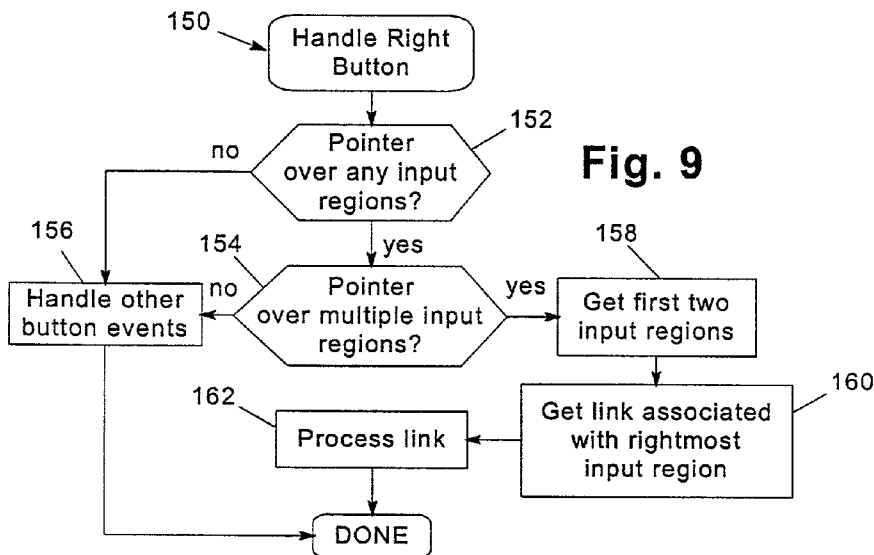 150
Handle Right
Button
152
Pointer
over any input
regions?
no
Fig. 9
yes
156
154
158
Handle other
button events
no
Pointer
over multiple input
regions?
yes
Get first two
input regions
162
160
Process link
Get link associated
with rightmost
input region
DONE